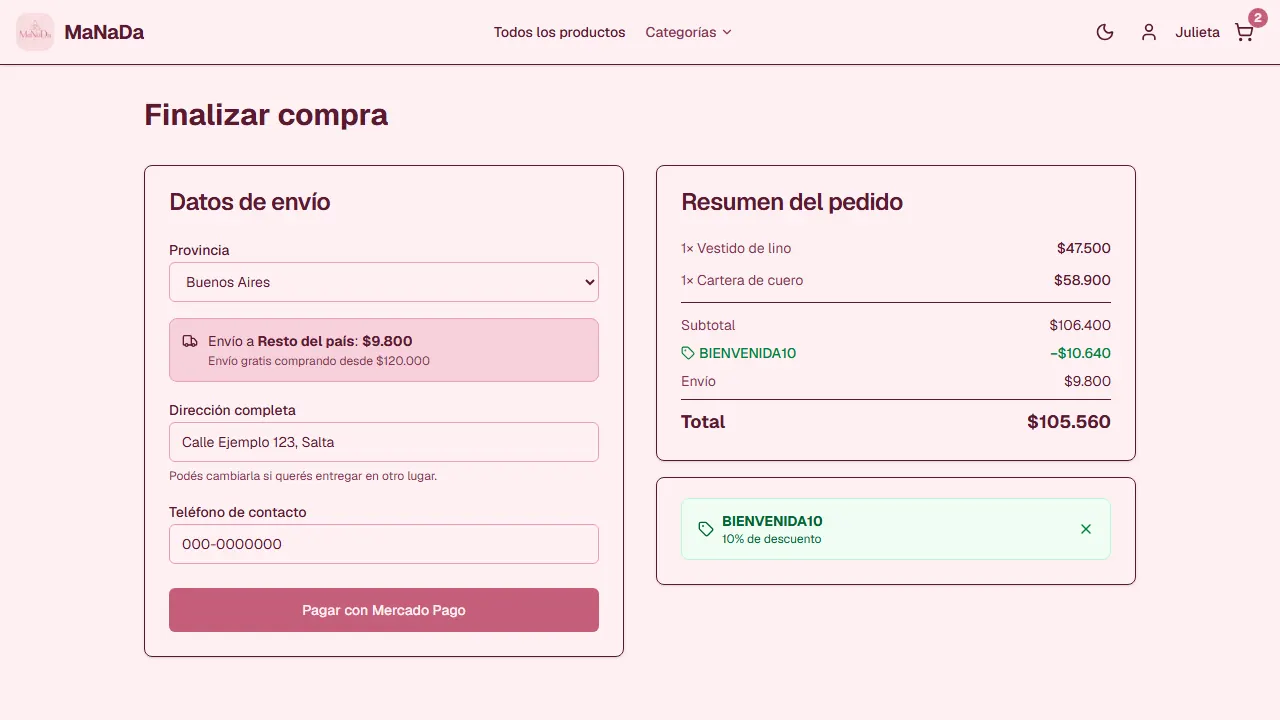 MaNaDa
MaNaDa
Todos los productos
Categorías
Julieta
2
Finalizar compra
Datos de envío
Provincia
Buenos Aires
Envío a Resto del país: $9.800
Envío gratis comprando desde $120.000
Dirección completa
Calle Ejemplo 123, Salta
Podés cambiarla si querés entregar en otro lugar.
Teléfono de contacto
000-0000000
Pagar con Mercado Pago
Resumen del pedido
1× Vestido de lino $47.500
1× Cartera de cuero $58.900
Subtotal $106.400
BIENVENIDA10 -$10.640
Envío $9.800
Total $105.560
BIENVENIDA10
10% de descuento